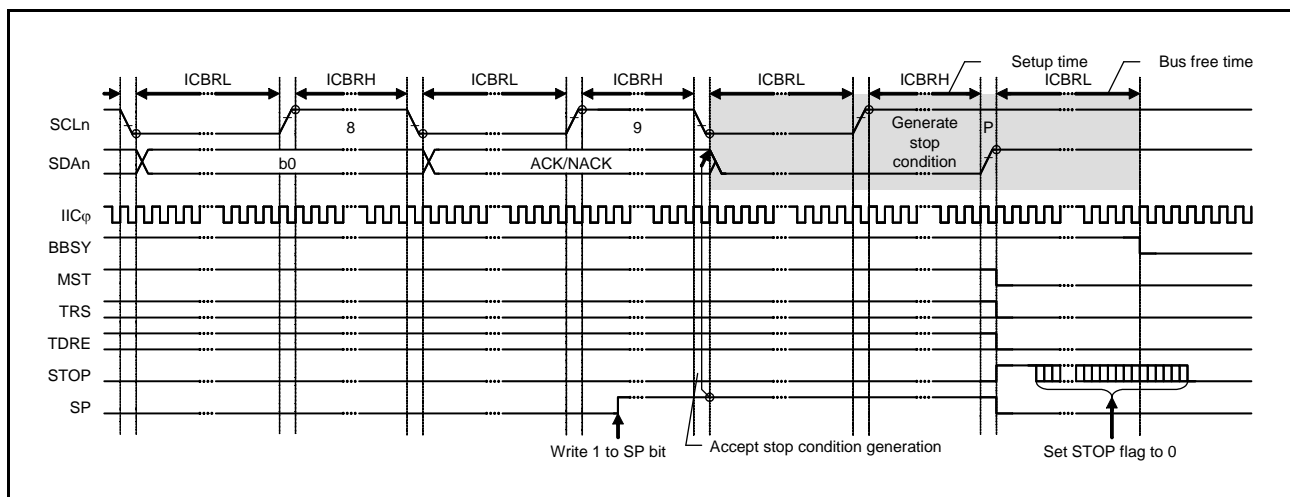 Setup time
Bus free time
ICBRL
ICBRH
ICBRL
ICBRH
ICBRL
ICBRH
ICBRL
SCLn
8
9
Generate
stop
condition
P
SDAn
b0
ACK/NACK
IICφ
BBSY
MST
TRS
TDRE
STOP
SP
Write 1 to SP bit
Accept stop condition generation
Set STOP flag to 0